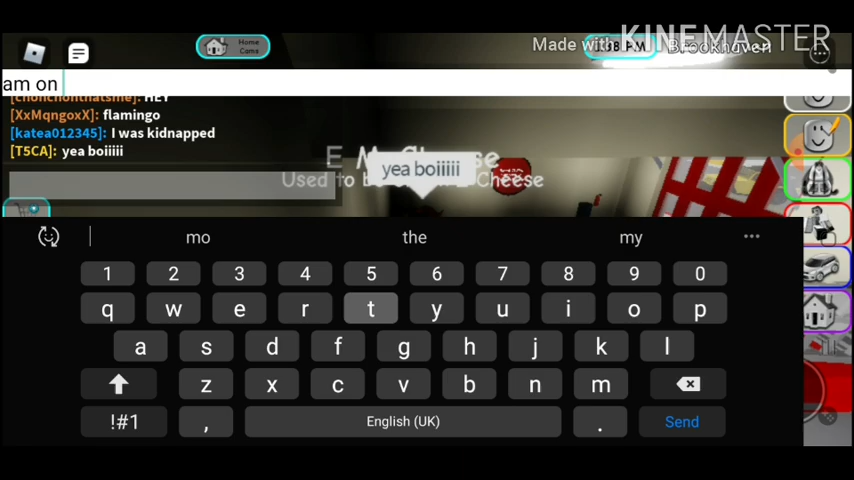 Home
Cams
Made with KINEMASTER
PM Brookhaven
am on
HEY
[XxMqngoxX]: flamingo
[katea012345]: I was kidnapped
[T5CA]: yea boiiiii
yea boiiiii
Used to be Cheese
mo the my
1 2 3 4 5 6 7 8 9 0
q w e r t y u i o p
a s d f g h j k l
z x c v b n m
!#1 , English (UK) . Send